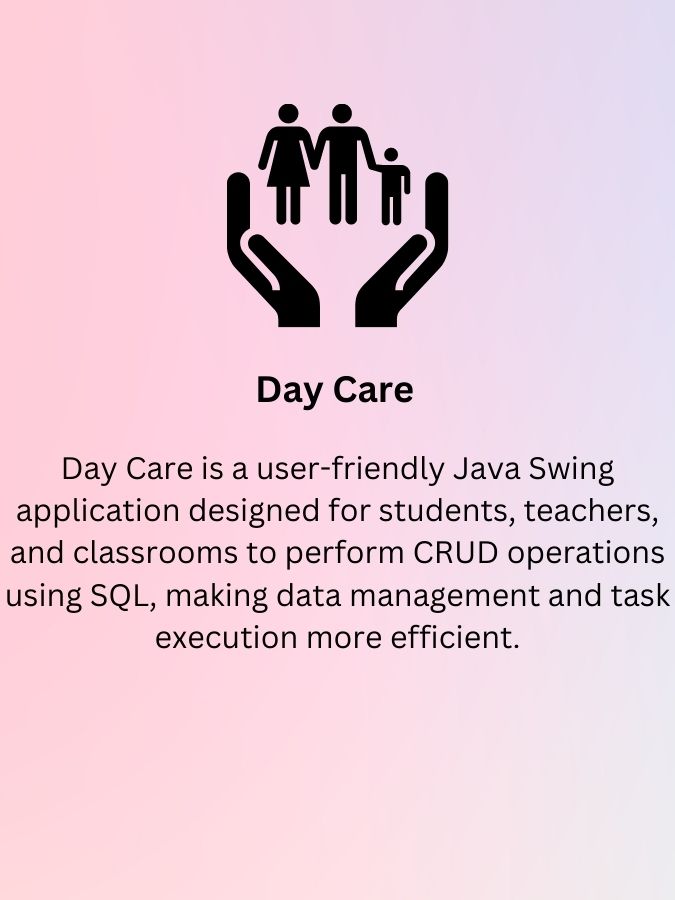 Day Care
Day Care is a user-friendly Java Swing
application designed for students, teachers,
and classrooms to perform CRUD operations
using SQL, making data management and task
execution more efficient.